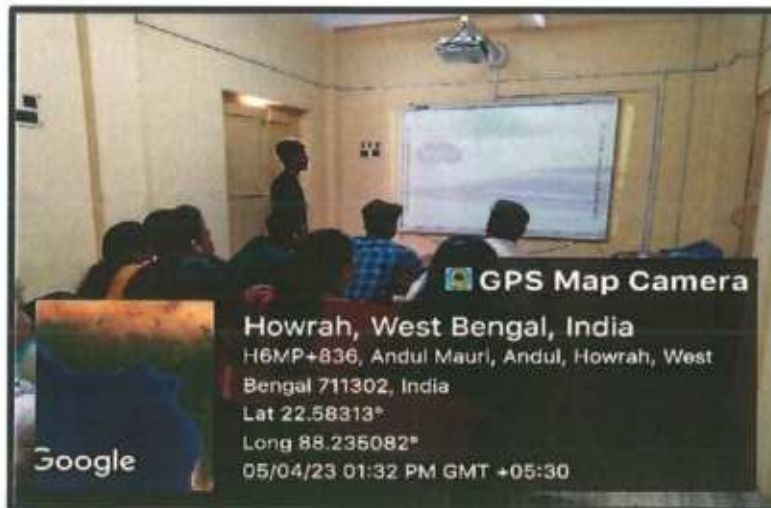 GPS Map Camera
Howrah, West Bengal, India
H6MP+836, Andul Mauri, Andul, Howrah, West
Bengal 711302, India
Lat 22.58313°
Long 88.235082°
05/04/23 01:32 PM GMT +05:30
Google